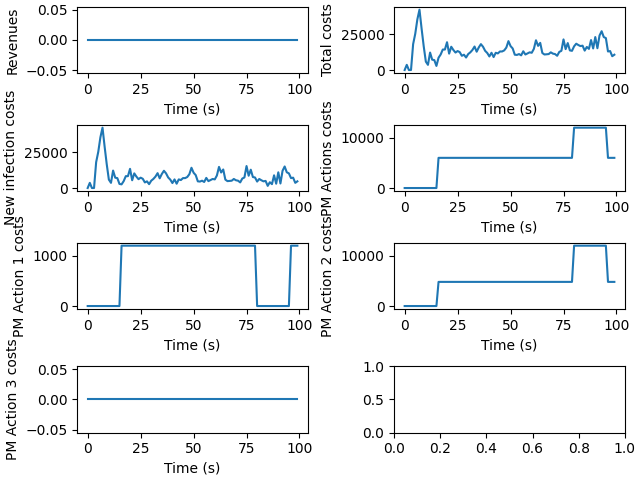 Revenues
0.05
0.00
−0.05
0 25 50 75 100
Time (s)
Total costs
25000
0
0 25 50 75 100
Time (s)
New infection costs
25000
0
0 25 50 75 100
Time (s)
PM Actions costs
10000
0
0 25 50 75 100
Time (s)
PM Action 1 costs
1000
0
0 25 50 75 100
Time (s)
PM Action 2 costs
10000
0
0 25 50 75 100
Time (s)
PM Action 3 costs
0.05
0.00
−0.05
0 25 50 75 100
Time (s)
1.0
0.5
0.0
0.0 0.2 0.4 0.6 0.8 1.0